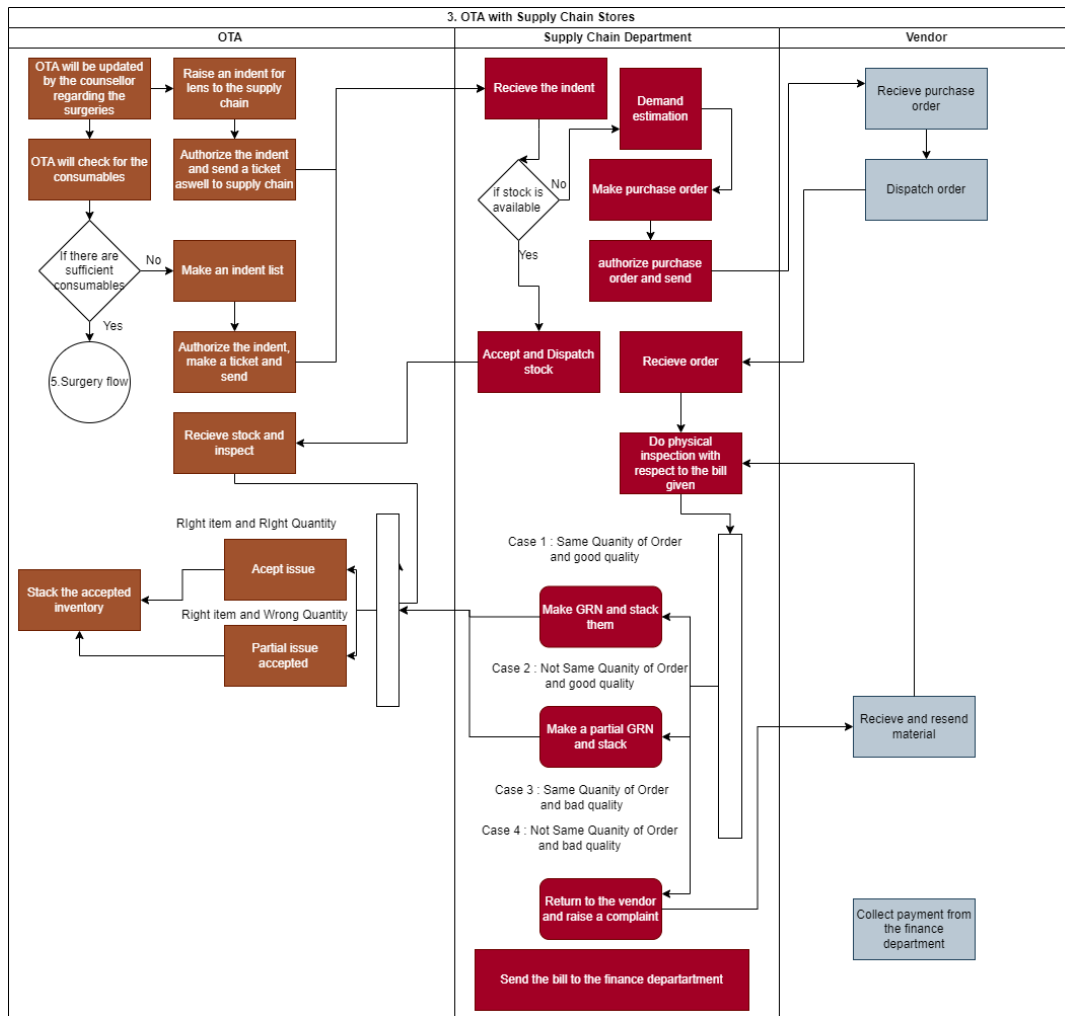 3. OTA with Supply Chain Stores
OTA
Supply Chain Department
Vendor
OTA will be updated
by the counsellor
regarding the
surgeries
Raise an indent for
lens to the supply
chain
OTA will check for the
consumables
Authorize the indent
and send a ticket
aswell to supply chain
If there are
sufficient
consumables
No
Yes
Make an indent list
Authorize the indent,
make a ticket and
send
5.Surgery flow
Recieve stock and
inspect
RIght item and RIght Quantity
Acept issue
Stack the accepted
inventory
Right item and Wrong Quantity
Partial issue
accepted
Recieve the indent
Demand
estimation
if stock is
available
No
Yes
Make purchase order
authorize purchase
order and send
Accept and Dispatch
stock
Recieve order
Do physical
inspection with
respect to the bill
given
Case 1 : Same Quanity of Order
and good quality
Make GRN and stack
them
Case 2 : Not Same Quanity of Order
and good quality
Make a partial GRN
and stack
Case 3 : Same Quanity of Order
and bad quality
Case 4 : Not Same Quanity of Order
and bad quality
Return to the vendor
and raise a complaint
Send the bill to the finance departartment
Recieve purchase
order
Dispatch order
Recieve and resend
material
Collect payment from
the finance
department